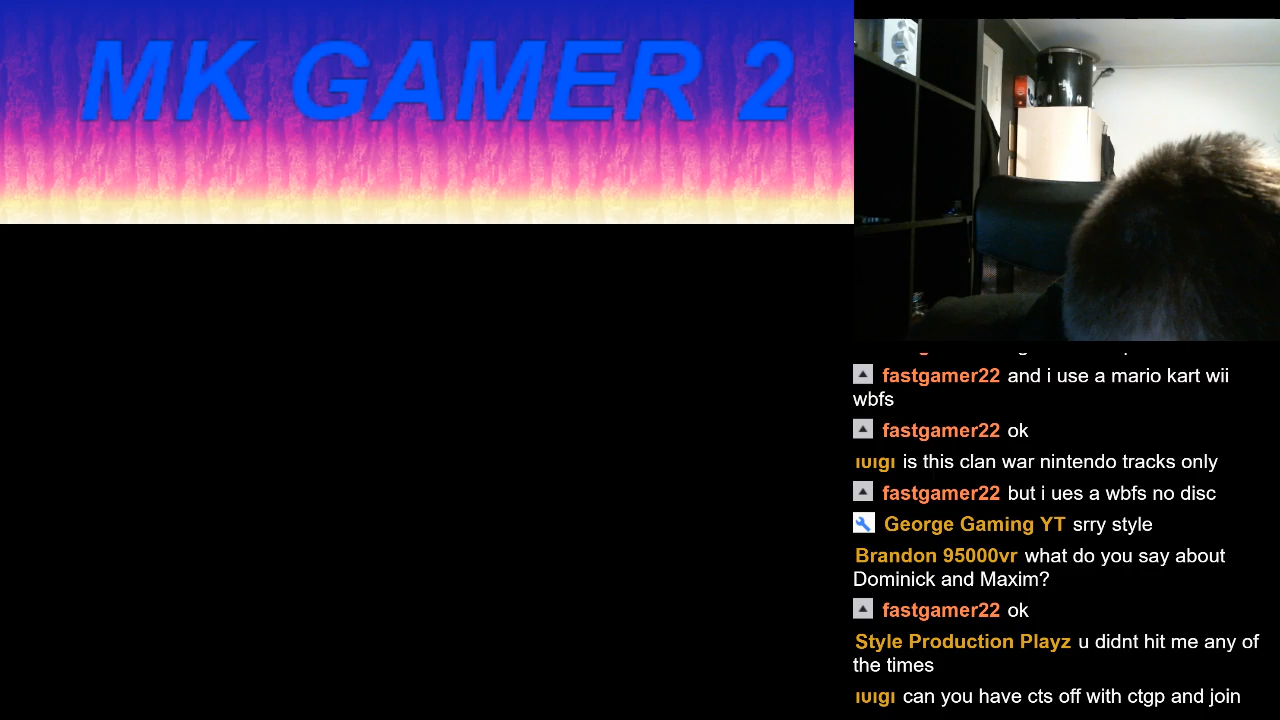 MK GAMER 2
fastgamer22 and i use a mario kart wii
wbfs
fastgamer22 ok
ıuıgı is this clan war nintendo tracks only
fastgamer22 but i ues a wbfs no disc
George Gaming YT srry style
Brandon 95000vr what do you say about
Dominick and Maxim?
fastgamer22 ok
Style Production Playz u didnt hit me any of
the times
ıuıgı can you have cts off with ctgp and join